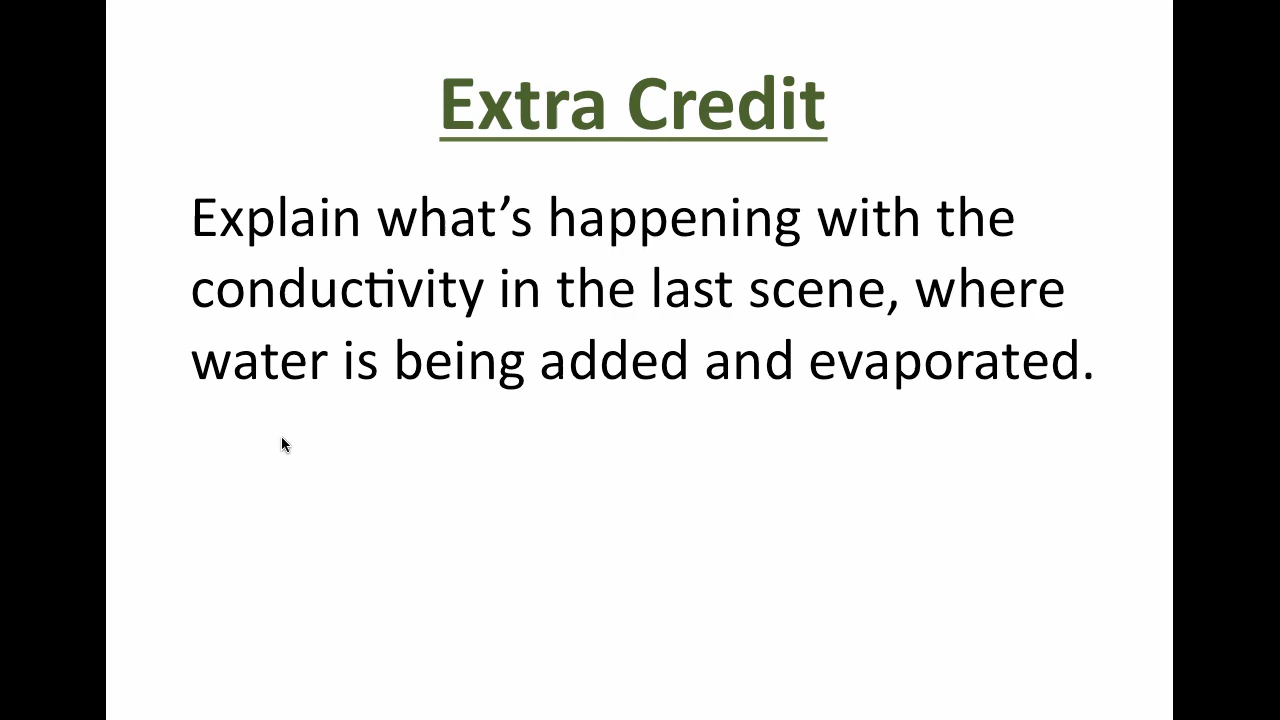 Extra Credit
Explain what’s happening with the
conductivity in the last scene, where
water is being added and evaporated.